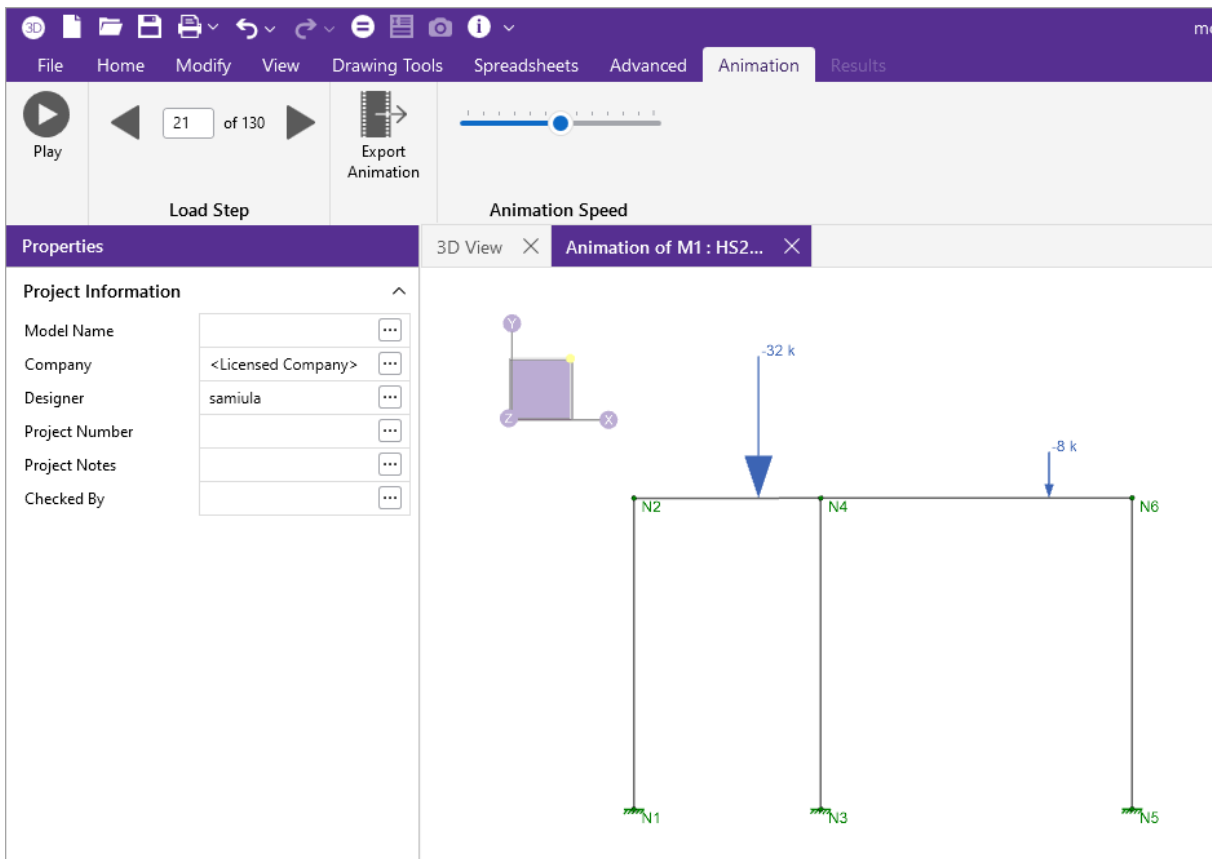 3D
mo
File Home Modify View Drawing Tools Spreadsheets Advanced Animation Results
21 of 130
Play Export Animation
Load Step Animation Speed
Properties
3D View Animation of M1 : HS2...
Project Information
Model Name
Company <Licensed Company>
Designer samiula
Project Number
Project Notes
Checked By
Y
Z X
-32 k
-8 k
N2 N4 N6
N1 N3 N5